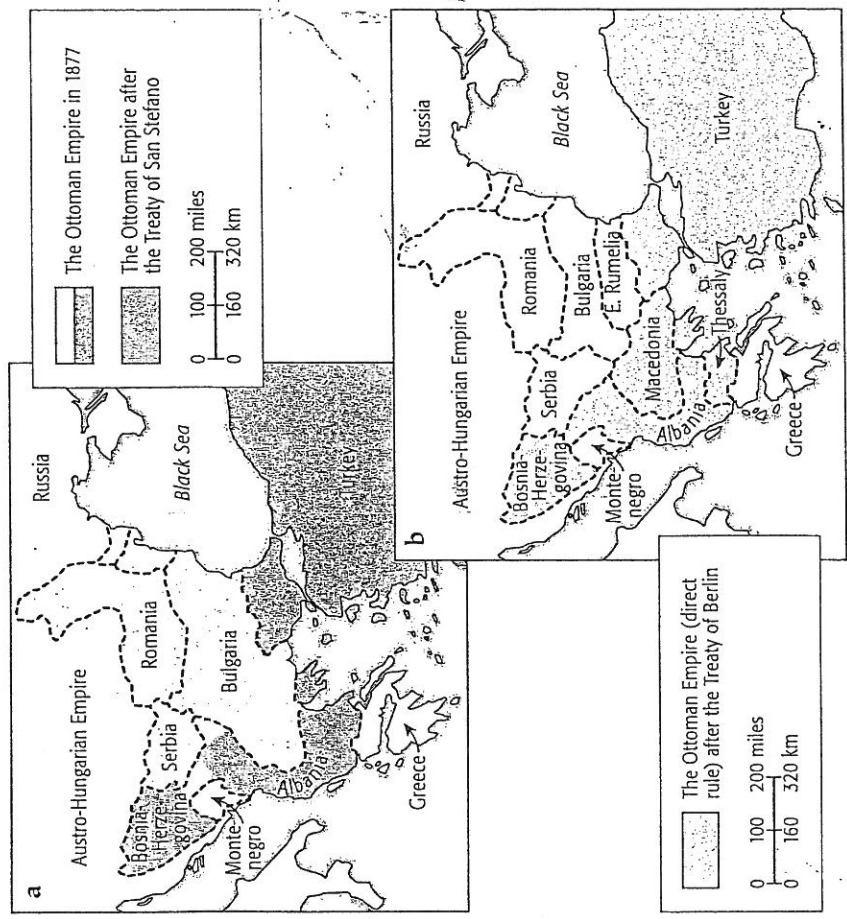 a
Russia
Austro-Hungarian Empire
Romania
Black Sea
Serbia
Bosnia-
Herze-
govina
Bulgaria
Monte-
negro
Albania
Turkey
Greece
The Ottoman Empire in 1877
The Ottoman Empire after
the Treaty of San Stefano
0 100 200 miles
0 160 320 km
b
Russia
Austro-Hungarian Empire
Romania
Black Sea
Serbia
Bosnia-
Herze-
govina
Bulgaria
E. Rumelia
Monte-
negro
Macedonia
Albania
Turkey
Thessaly
Greece
The Ottoman Empire (direct
rule) after the Treaty of Berlin
0 100 200 miles
0 160 320 km